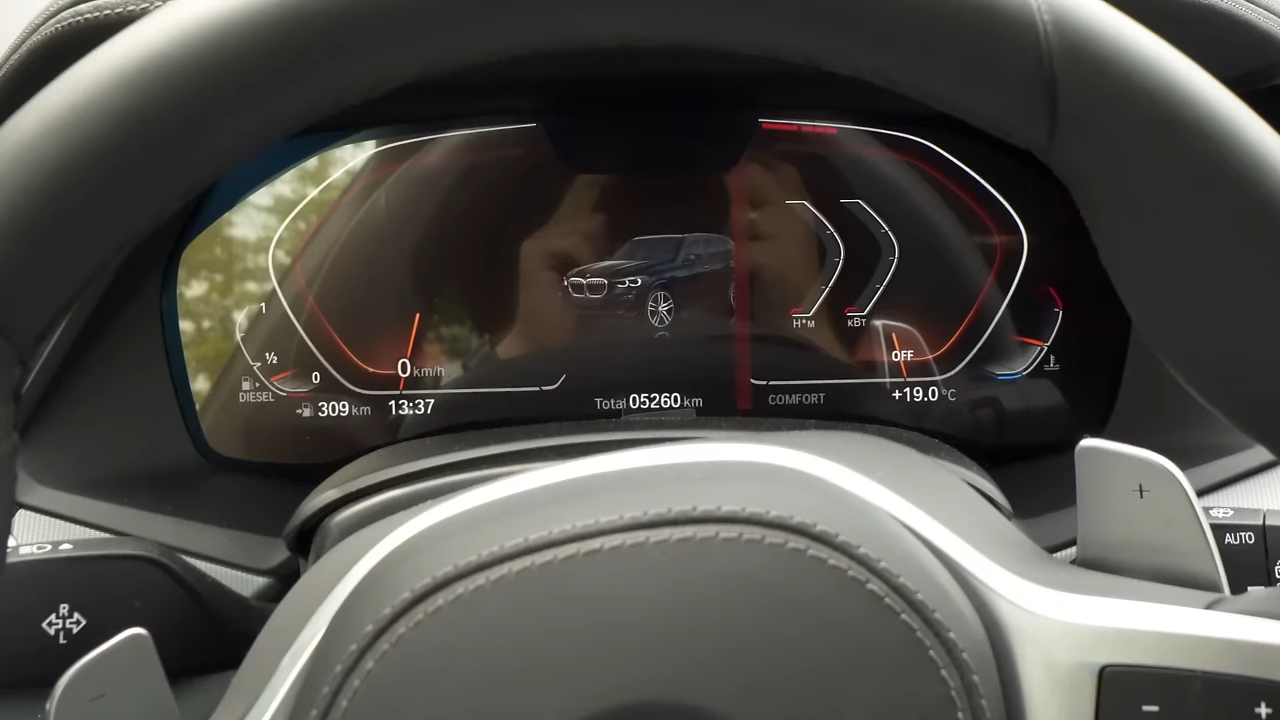 1
½
0
DIESEL
309 km
13:37
0 km/h
Total 05260 km
Н*м
кВт
OFF
COMFORT
+19.0 °C
+
AUTO
R
L
-
- +